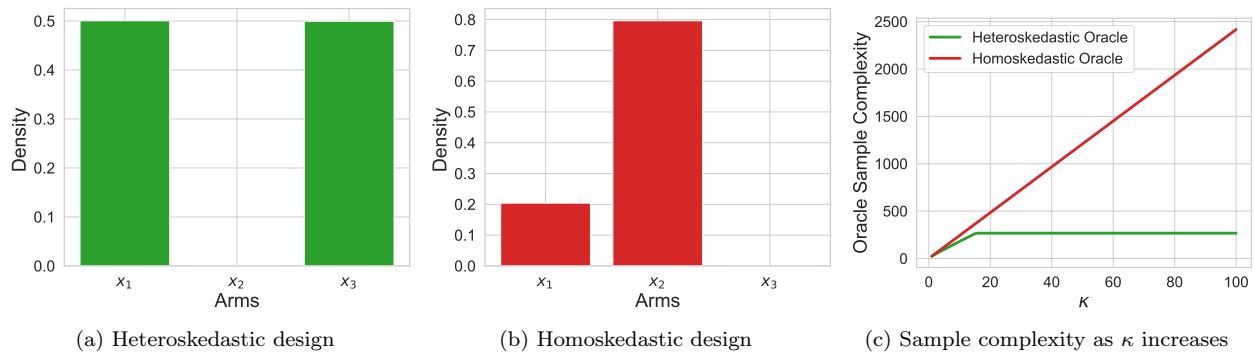 0.5
0.4
0.3
0.2
0.1
0.0
Density
x₁
x₂
x₃
Arms
(a) Heteroskedastic design
0.8
0.7
0.6
0.5
0.4
0.3
0.2
0.1
0.0
Density
x₁
x₂
x₃
Arms
(b) Homoskedastic design
Heteroskedastic Oracle
Homoskedastic Oracle
2500
2000
1500
1000
500
0
Oracle Sample Complexity
0
20
40
60
80
100
κ
(c) Sample complexity as κ increases